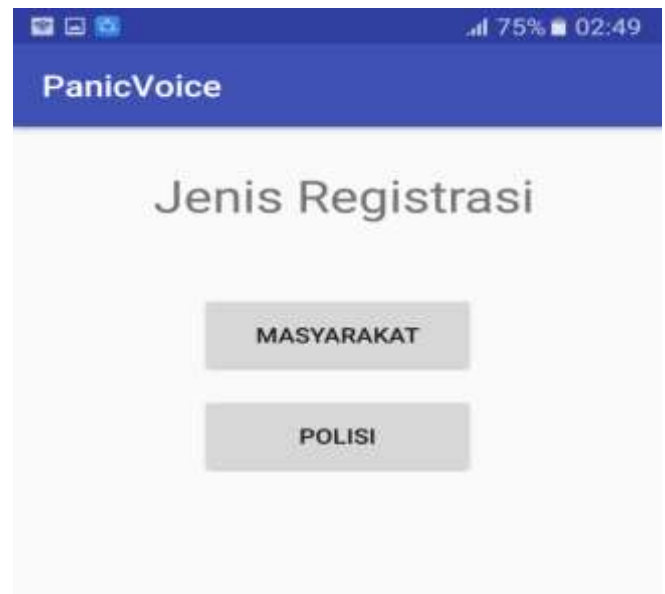 75% 02:49
PanicVoice
Jenis Registrasi
MASYARAKAT
POLISI